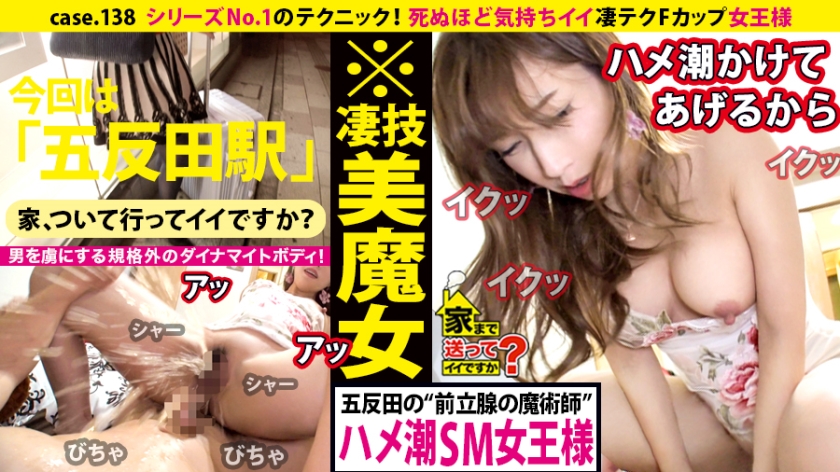 case.138 シリーズNo.1のテクニック!死ぬほど気持ちイイ凄テクFカップ女王様
今回は
「五反田駅」
家、ついて行ってイイですか?
男を虜にする規格外のダイナマイトボディ!
アッ
アッ
シャー
シャー
びちゃ
びちゃ
※凄技美魔女
ハメ潮かけて
あげるから
イクッ
イクッ
イクッ
家まで
送って
イイですか?
五反田の“前立腺の魔術師”
ハメ潮SM女王様